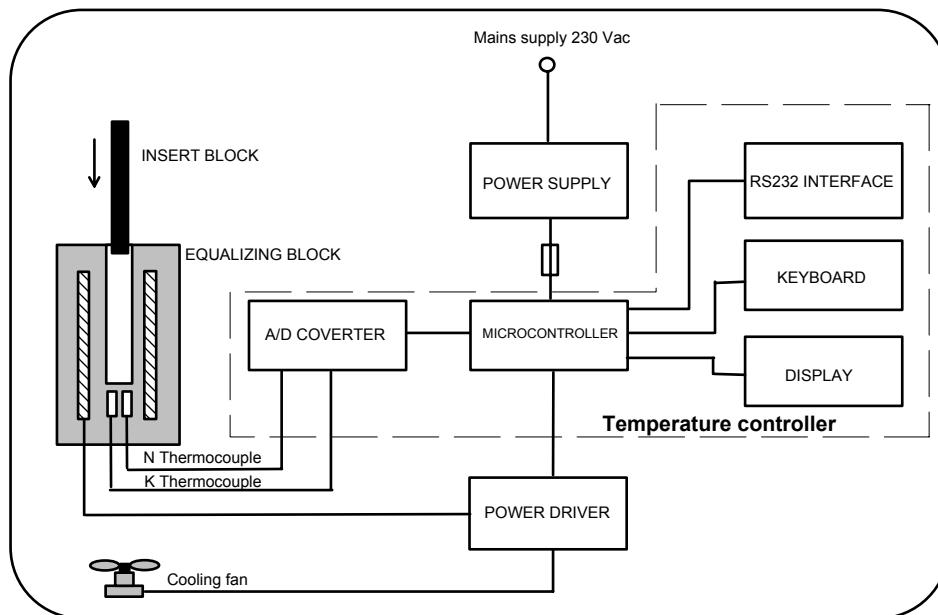 Mains supply 230 Vac
INSERT BLOCK
POWER SUPPLY
RS232 INTERFACE
EQUALIZING BLOCK
KEYBOARD
A/D COVERTER
MICROCONTROLLER
DISPLAY
Temperature controller
N Thermocouple
K Thermocouple
POWER DRIVER
Cooling fan